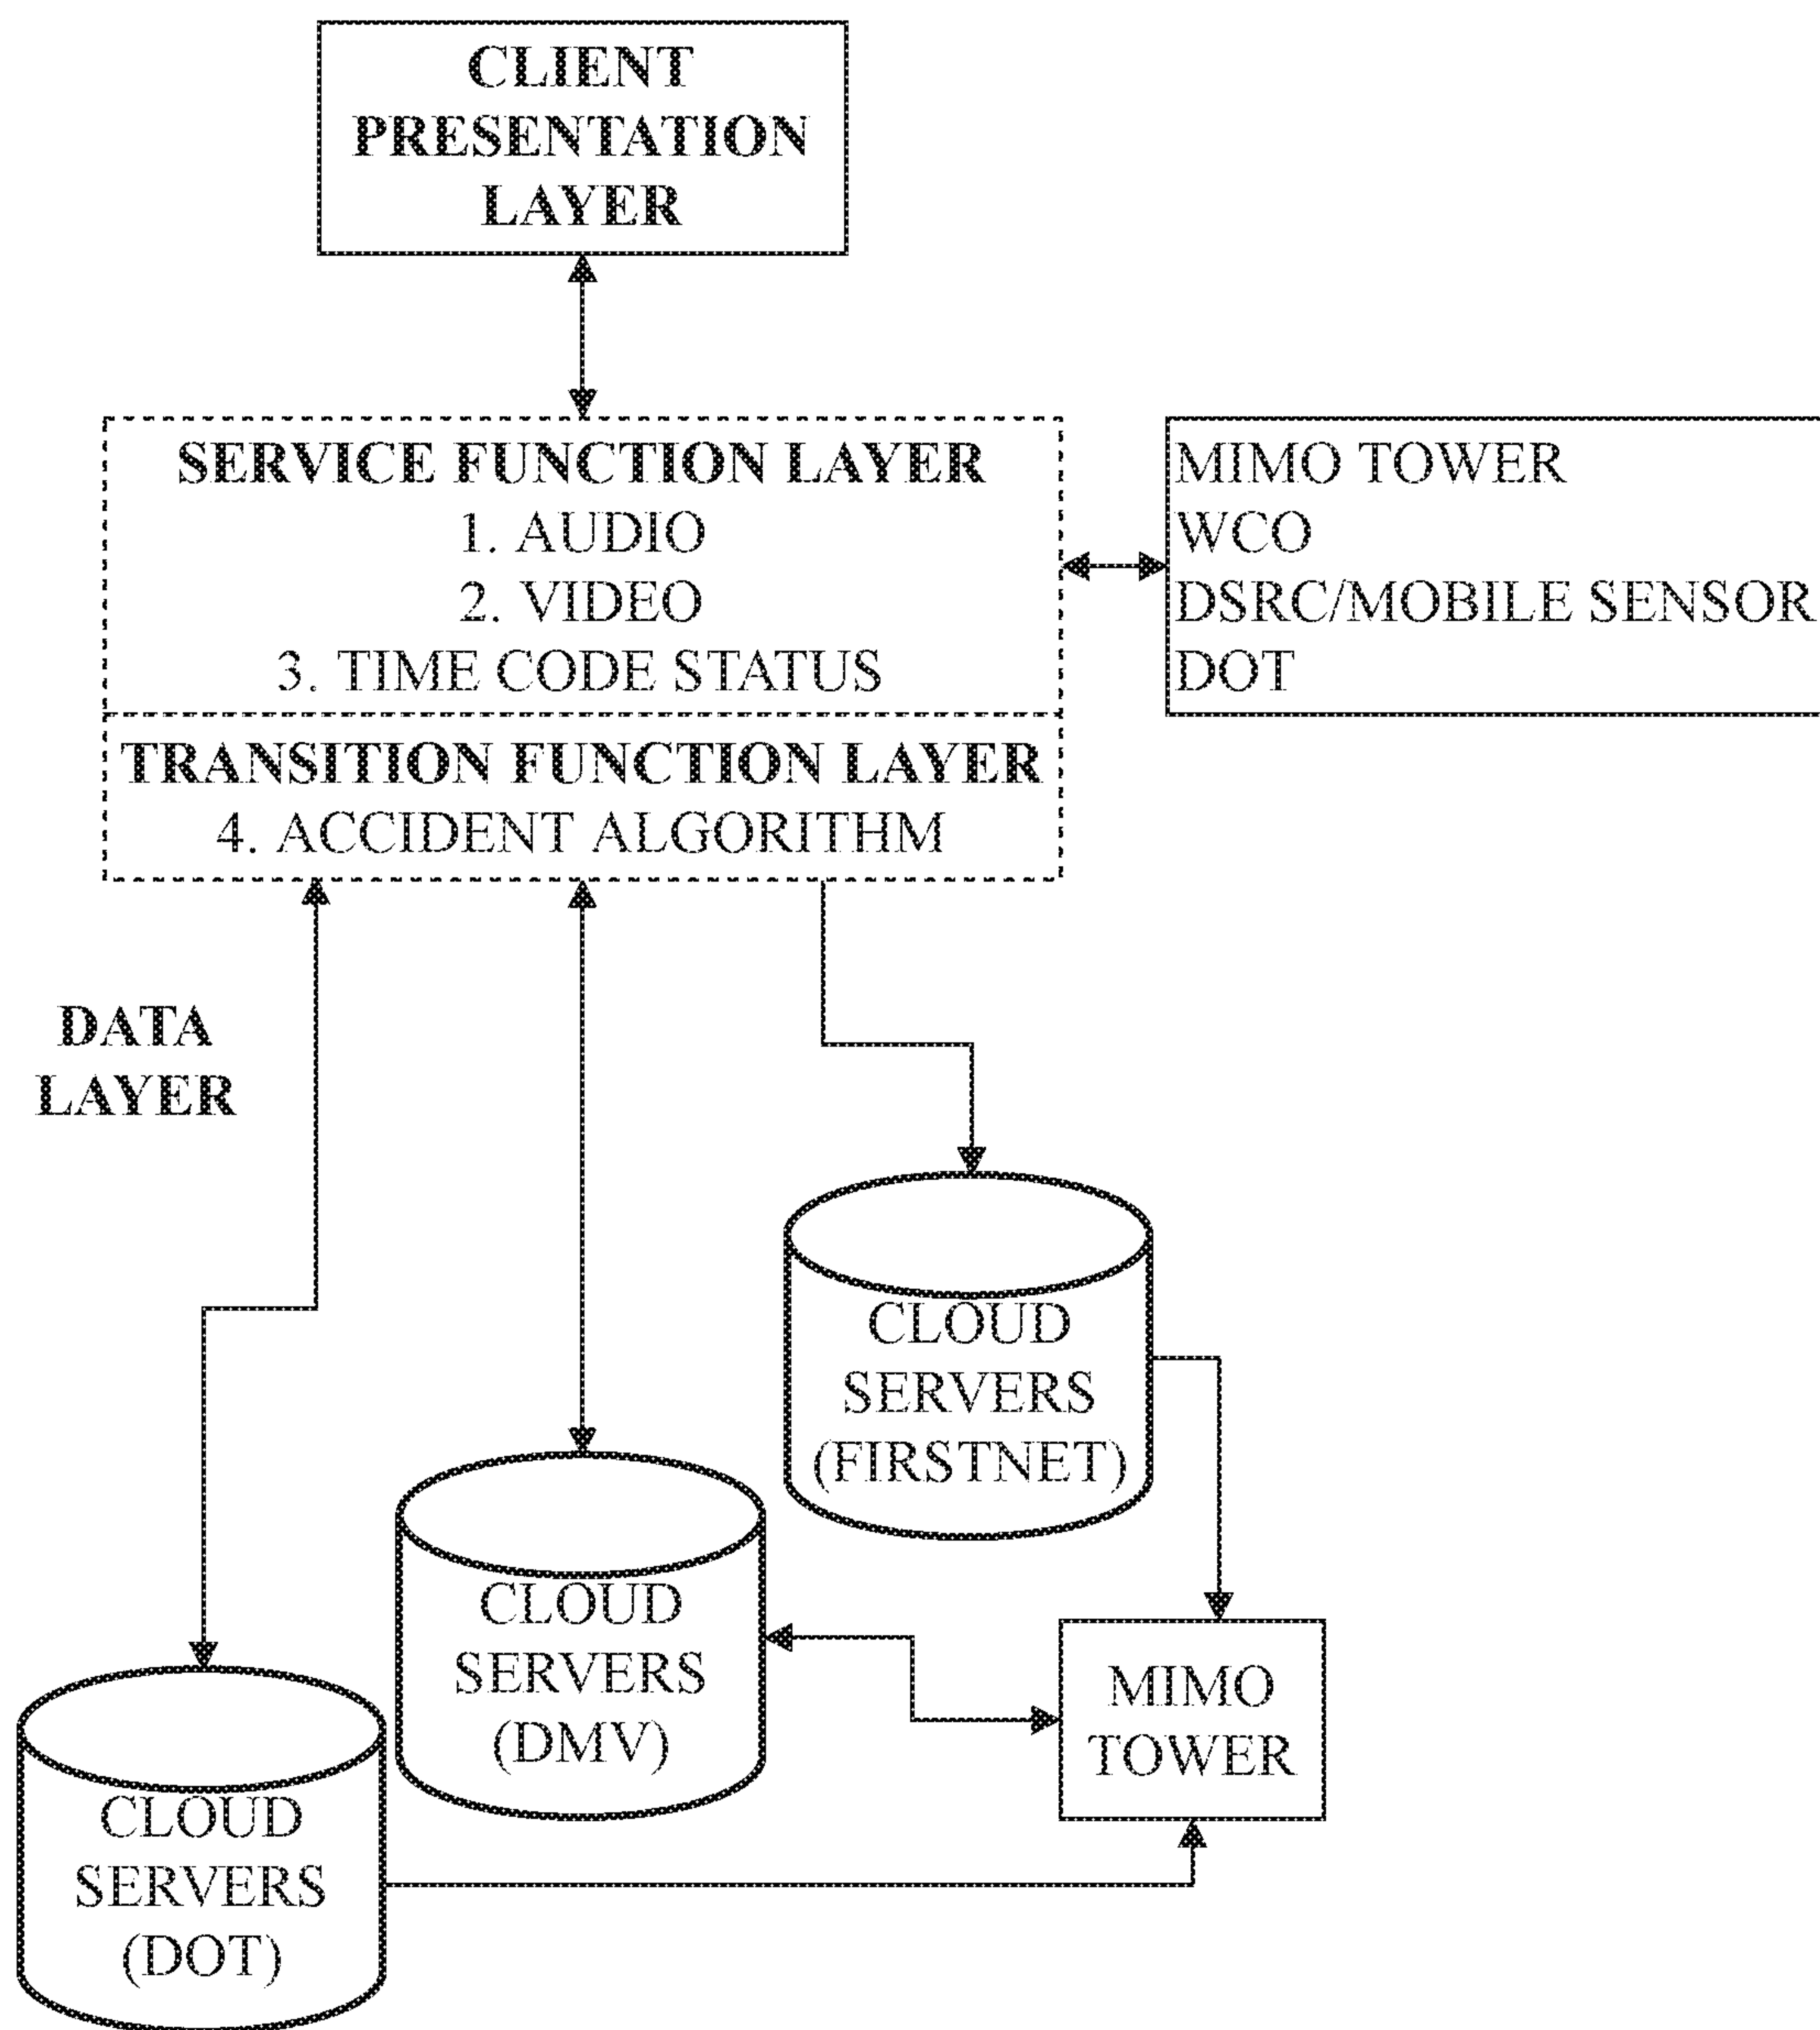 CLIENT
PRESENTATION
LAYER
SERVICE FUNCTION LAYER
1. AUDIO
2. VIDEO
3. TIME CODE STATUS
TRANSITION FUNCTION LAYER
4. ACCIDENT ALGORITHM
MIMO TOWER
WCO
DSRC/MOBILE SENSOR
DOT
DATA
LAYER
CLOUD
SERVERS
(FIRSTNET)
CLOUD
SERVERS
(DMV)
MIMO
TOWER
CLOUD
SERVERS
(DOT)